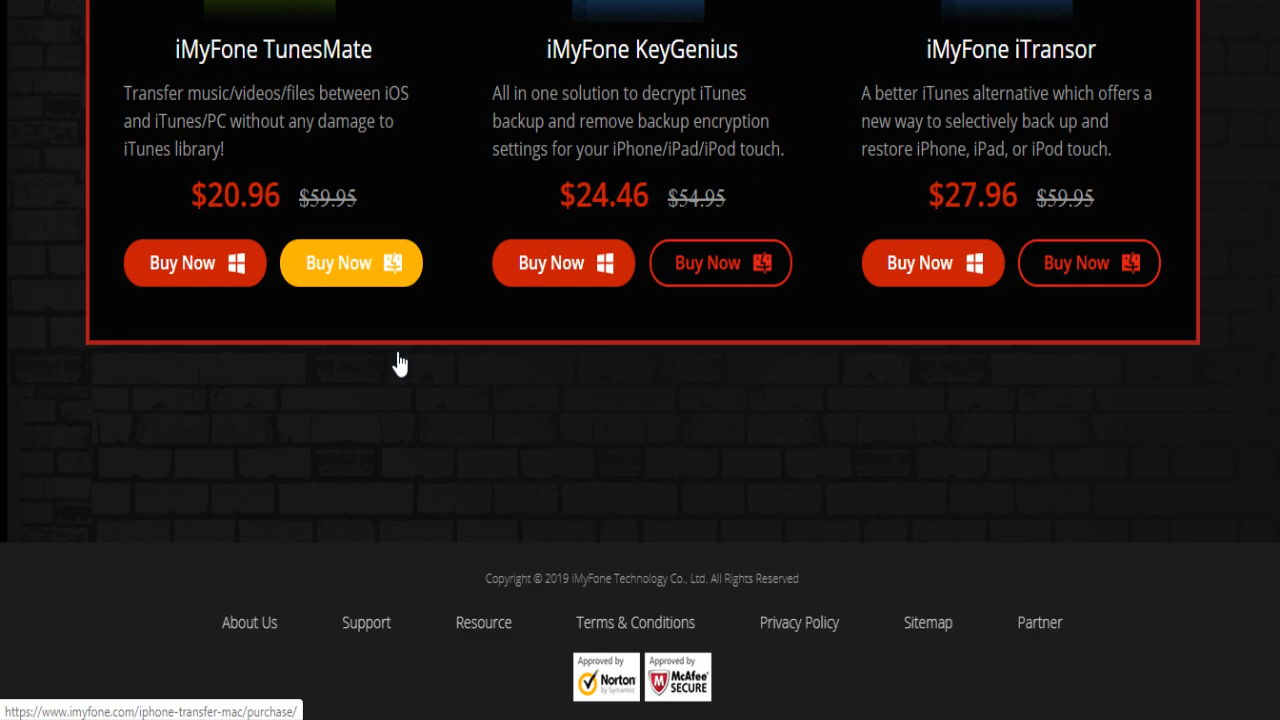 iMyFone TunesMate
Transfer music/videos/files between iOS
and iTunes/PC without any damage to
iTunes library!
$20.96 $59.95
Buy Now Buy Now
iMyFone KeyGenius
All in one solution to decrypt iTunes
backup and remove backup encryption
settings for your iPhone/iPad/iPod touch.
$24.46 $54.95
Buy Now Buy Now
iMyFone iTransor
A better iTunes alternative which offers a
new way to selectively back up and
restore iPhone, iPad, or iPod touch.
$27.96 $59.95
Buy Now Buy Now
Copyright © 2019 iMyFone Technology Co., Ltd. All Rights Reserved
About Us Support Resource Terms & Conditions Privacy Policy Sitemap Partner
Approved by
Norton
by Symantec
Approved by
McAfee
SECURE
https://www.imyfone.com/iphone-transfer-mac/purchase/